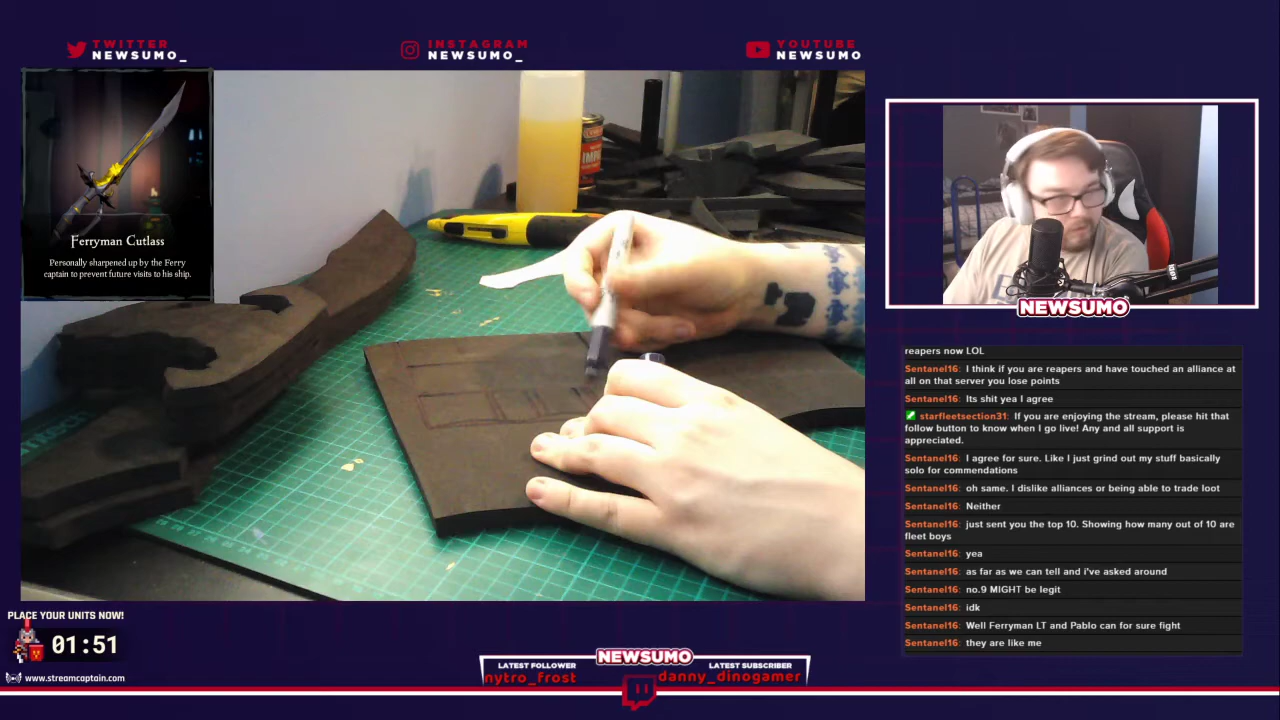 TWITTER
NEWSUMO_
INSTAGRAM
NEWSUMO_
YOUTUBE
NEWSUMO
Ferryman Cutlass
Personally sharpened up by the Ferry
captain to prevent future visits to his ship.
NEWSUMO
reapers now LOL
Sentanel16: I think if you are reapers and have touched an alliance at
all on that server you lose points
Sentanel16: Its shit yea I agree
starfleetsection31: If you are enjoying the stream, please hit that
follow button to know when I go live! Any and all support is
appreciated.
Sentanel16: I agree for sure. Like I just grind out my stuff basically
solo for commendations
Sentanel16: oh same. I dislike alliances or being able to trade loot
Sentanel16: Neither
Sentanel16: just sent you the top 10. Showing how many out of 10 are
fleet boys
Sentanel16: yea
Sentanel16: as far as we can tell and i've asked around
Sentanel16: no.9 MIGHT be legit
Sentanel16: idk
Sentanel16: Well Ferryman LT and Pablo can for sure fight
Sentanel16: they are like me
PLACE YOUR UNITS NOW!
01:51
www.streamcaptain.com
NEWSUMO
LATEST FOLLOWER
nytro_frost
LATEST SUBSCRIBER
danny_dinogamer